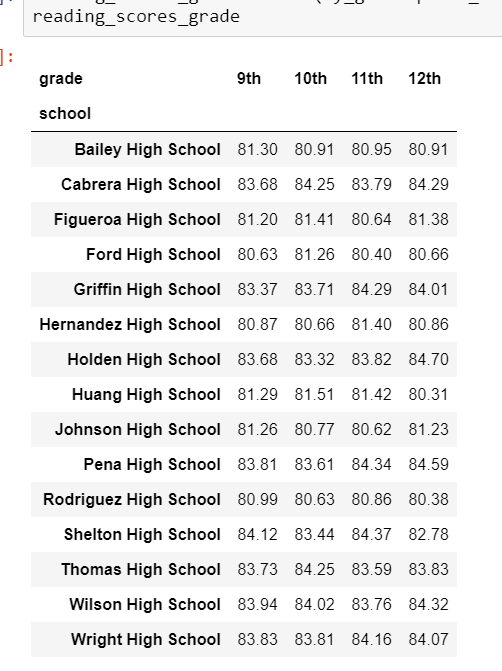 reading_scores_grade
grade 9th 10th 11th 12th
school
Bailey High School 81.30 80.91 80.95 80.91
Cabrera High School 83.68 84.25 83.79 84.29
Figueroa High School 81.20 81.41 80.64 81.38
Ford High School 80.63 81.26 80.40 80.66
Griffin High School 83.37 83.71 84.29 84.01
Hernandez High School 80.87 80.66 81.40 80.86
Holden High School 83.68 83.32 83.82 84.70
Huang High School 81.29 81.51 81.42 80.31
Johnson High School 81.26 80.77 80.62 81.23
Pena High School 83.81 83.61 84.34 84.59
Rodriguez High School 80.99 80.63 80.86 80.38
Shelton High School 84.12 83.44 84.37 82.78
Thomas High School 83.73 84.25 83.59 83.83
Wilson High School 83.94 84.02 83.76 84.32
Wright High School 83.83 83.81 84.16 84.07